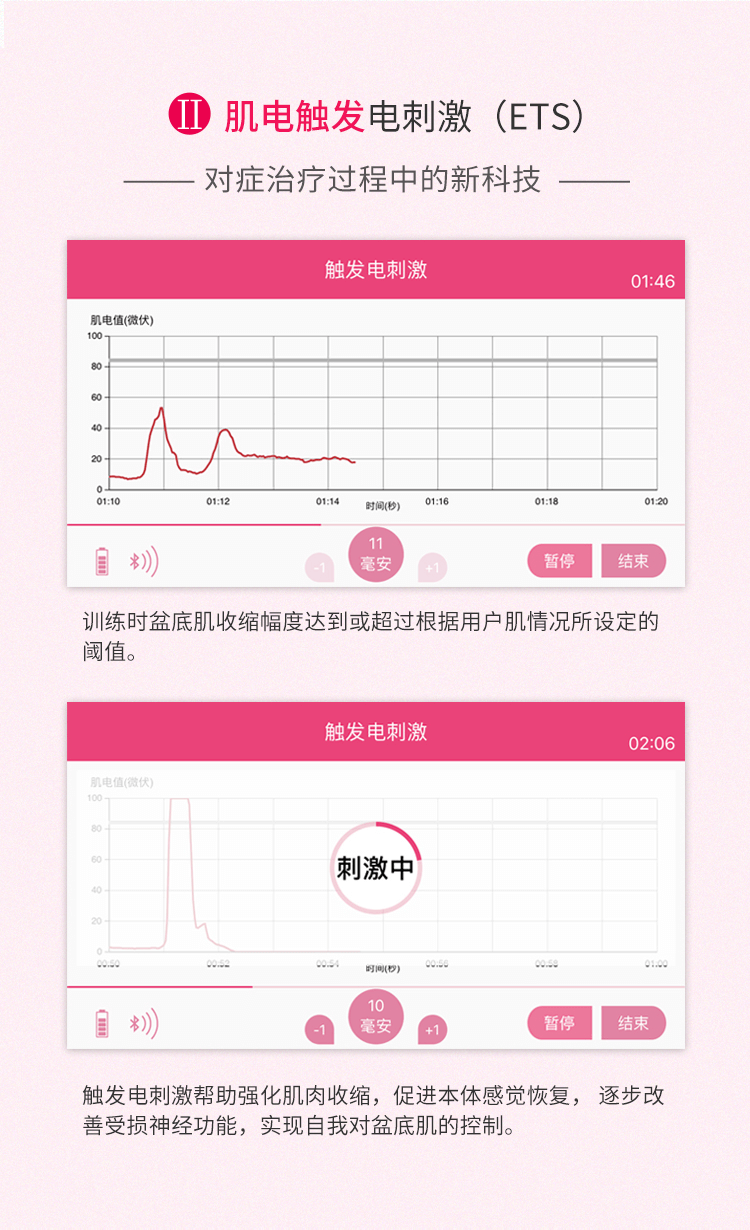 II 肌电触发电刺激（ETS）
对症治疗过程中的新科技
触发电刺激
01:46
肌电值(微伏)
100
80
60
40
20
0
01:10 01:12 01:14 01:16 01:18 01:20
时间(秒)
-1 11 毫安 +1
暂停 结束
训练时盆底肌收缩幅度达到或超过根据用户肌情况所设定的
阈值。
触发电刺激
02:06
肌电值(微伏)
100
80
60
40
20
0
刺激中
00:50 00:52 00:54 00:56 00:58 01:00
时间(秒)
-1 10 毫安 +1
暂停 结束
触发电刺激帮助强化肌肉收缩，促进本体感觉恢复， 逐步改
善受损神经功能，实现自我对盆底肌的控制。